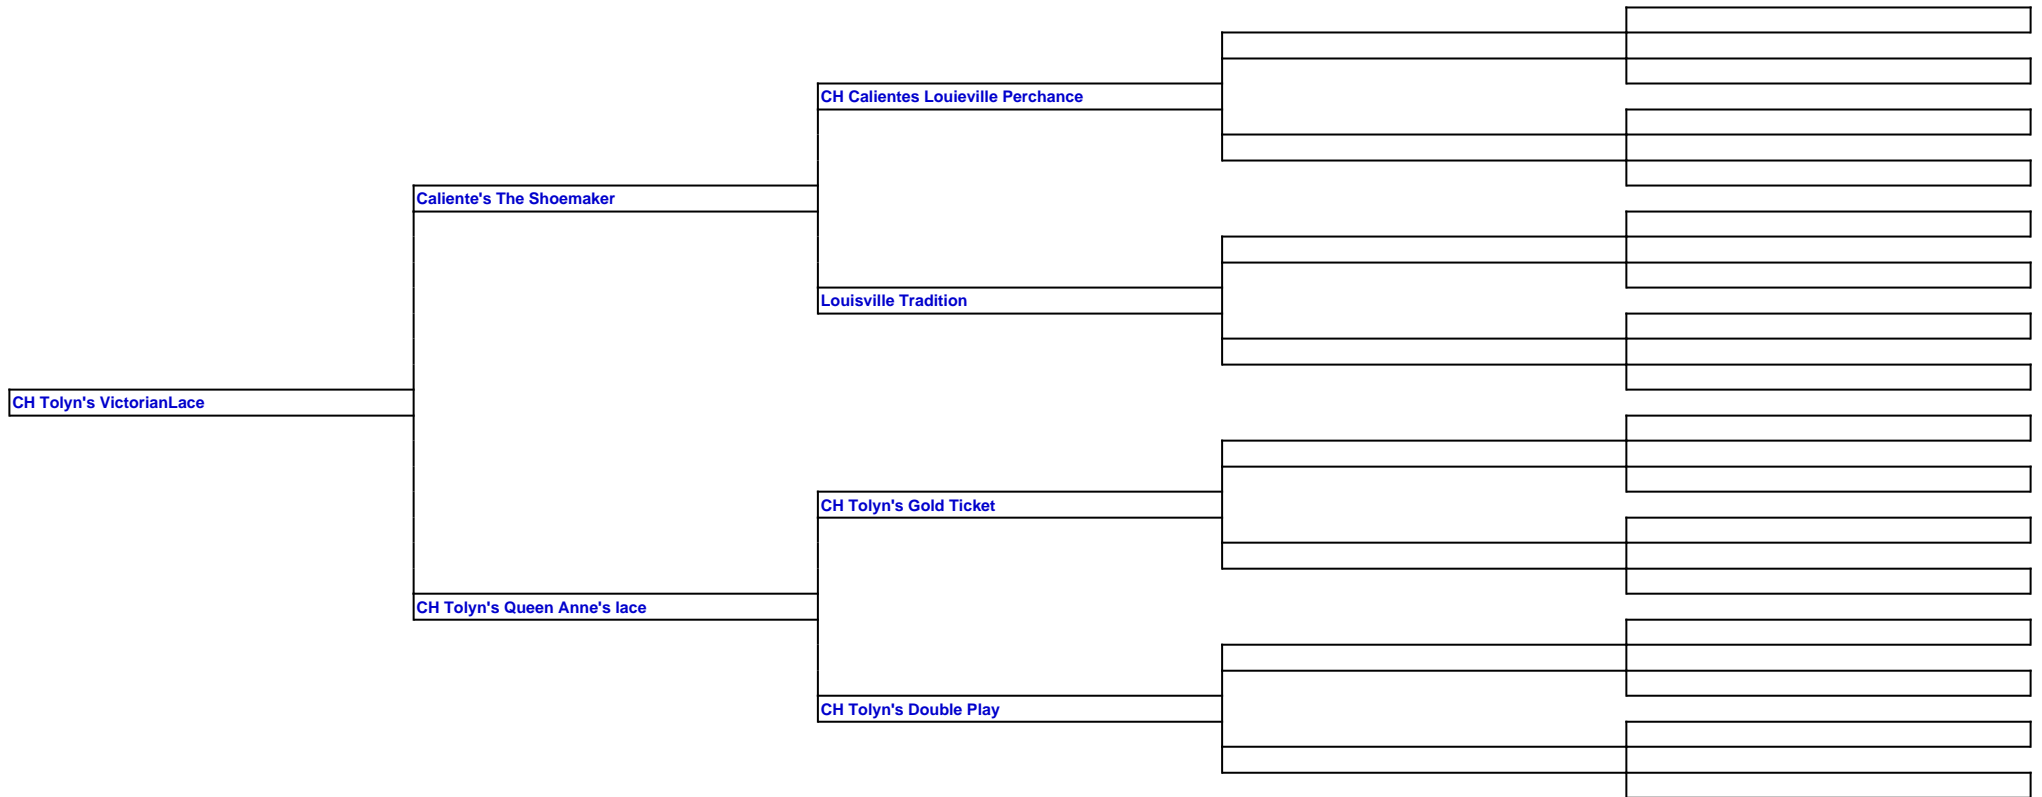 CH Calientes Louieville Perchance
Caliente's The Shoemaker
Louisville Tradition
CH Tolyn's VictorianLace
CH Tolyn's Gold Ticket
CH Tolyn's Queen Anne's lace
CH Tolyn's Double Play